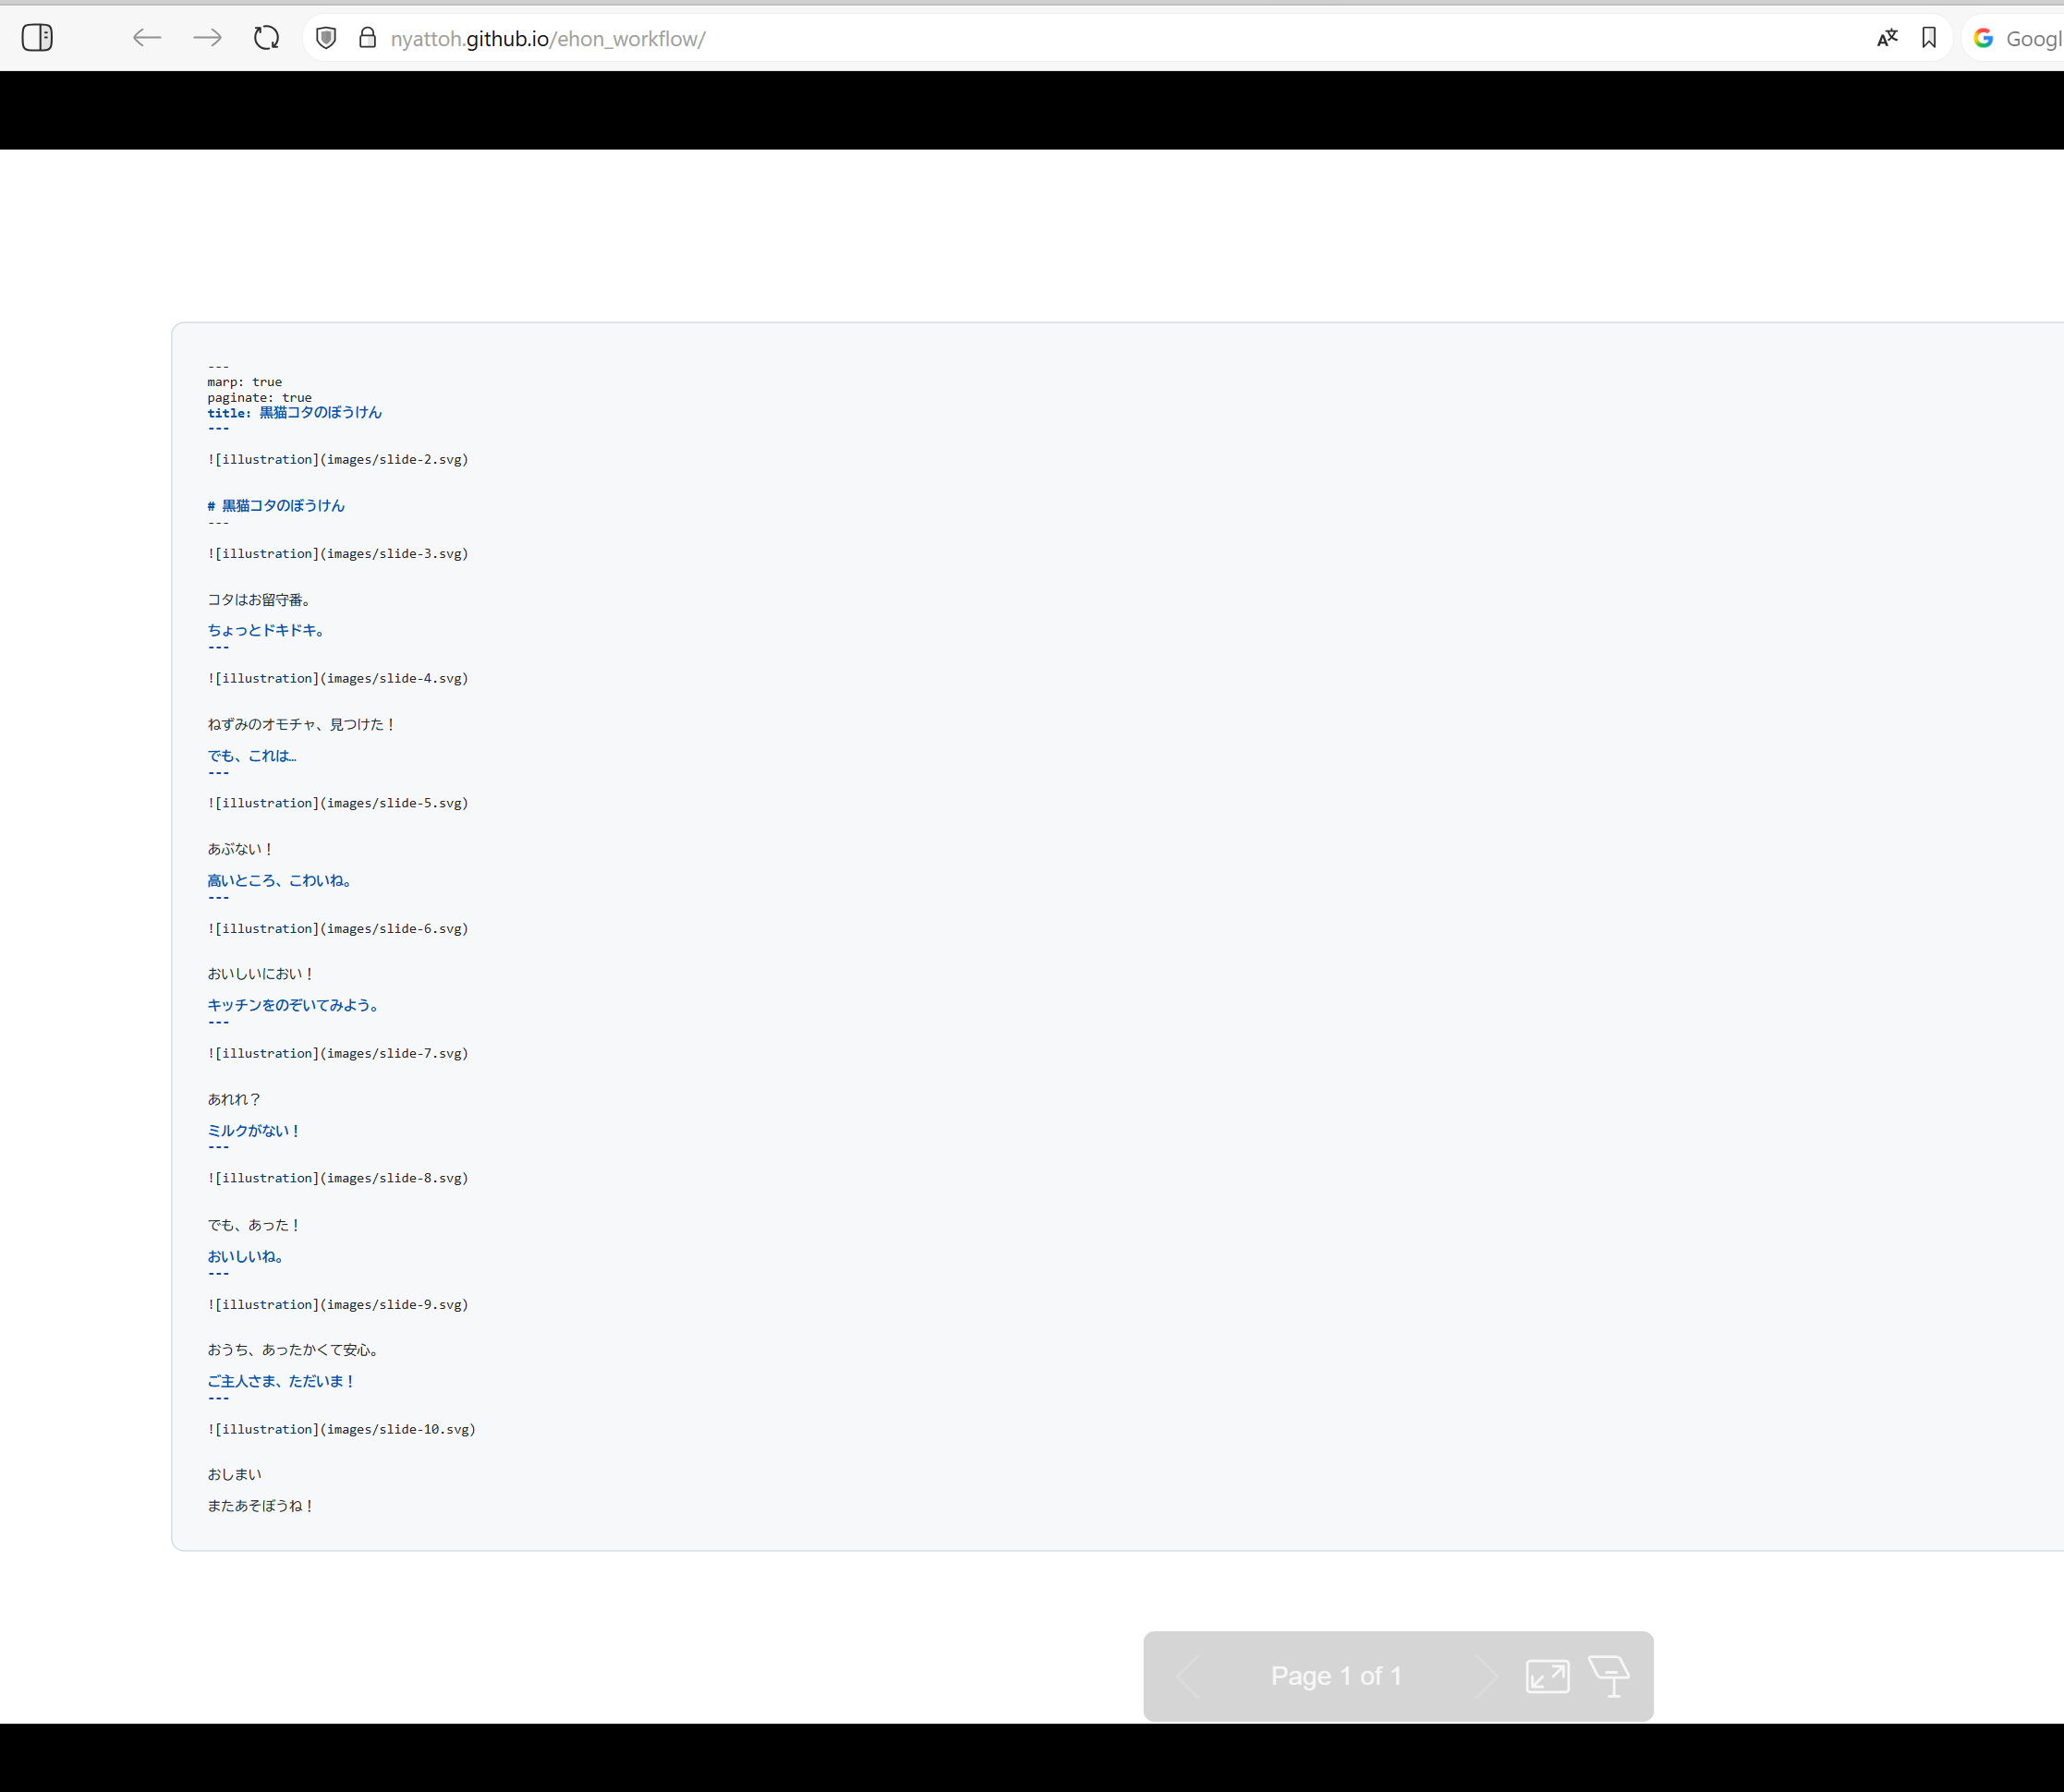 nyattoh.github.io/ehon_workflow/
Googl
---
marp: true
paginate: true
title: 黒猫コタのぼうけん
---
![illustration](images/slide-2.svg)
# 黒猫コタのぼうけん
---
![illustration](images/slide-3.svg)
コタはお留守番。
ちょっとドキドキ。
---
![illustration](images/slide-4.svg)
ねずみのオモチャ、見つけた！
でも、これは…
---
![illustration](images/slide-5.svg)
あぶない！
高いところ、こわいね。
---
![illustration](images/slide-6.svg)
おいしいにおい！
キッチンをのぞいてみよう。
---
![illustration](images/slide-7.svg)
あれれ？
ミルクがない！
---
![illustration](images/slide-8.svg)
でも、あった！
おいしいね。
---
![illustration](images/slide-9.svg)
おうち、あったかくて安心。
ご主人さま、ただいま！
---
![illustration](images/slide-10.svg)
おしまい
またあそぼうね！
Page 1 of 1